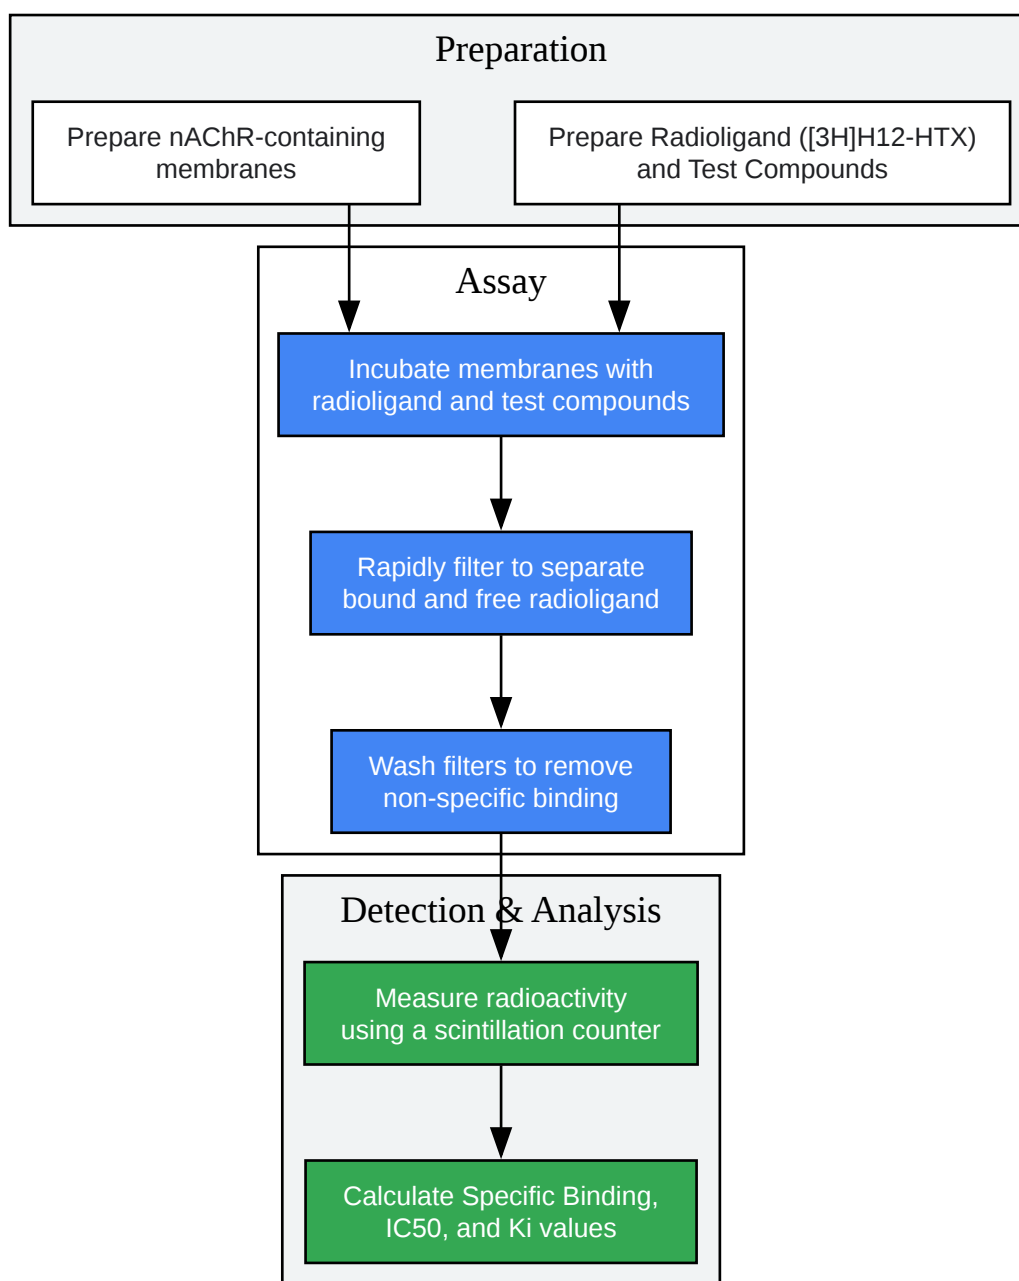 Preparation
Prepare nAChR-containing
membranes
Prepare Radioligand ([3H]H12-HTX)
and Test Compounds
Assay
Incubate membranes with
radioligand and test compounds
Rapidly filter to separate
bound and free radioligand
Wash filters to remove
non-specific binding
Detection & Analysis
Measure radioactivity
using a scintillation counter
Calculate Specific Binding,
IC50, and Ki values